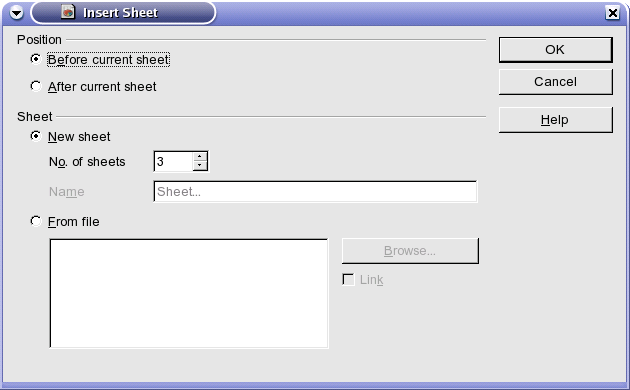 Insert Sheet
Position
Before current sheet
After current sheet
OK
Cancel
Help
Sheet
New sheet
No. of sheets 3
Name Sheet...
From file
Browse...
Link